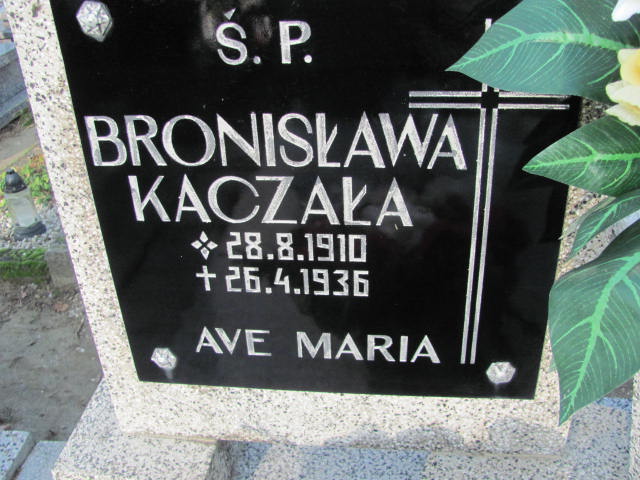 Ś. P.
BRONISŁAWA
KACZAŁA
28.8.1910
26.4.1936
AVE MARIA